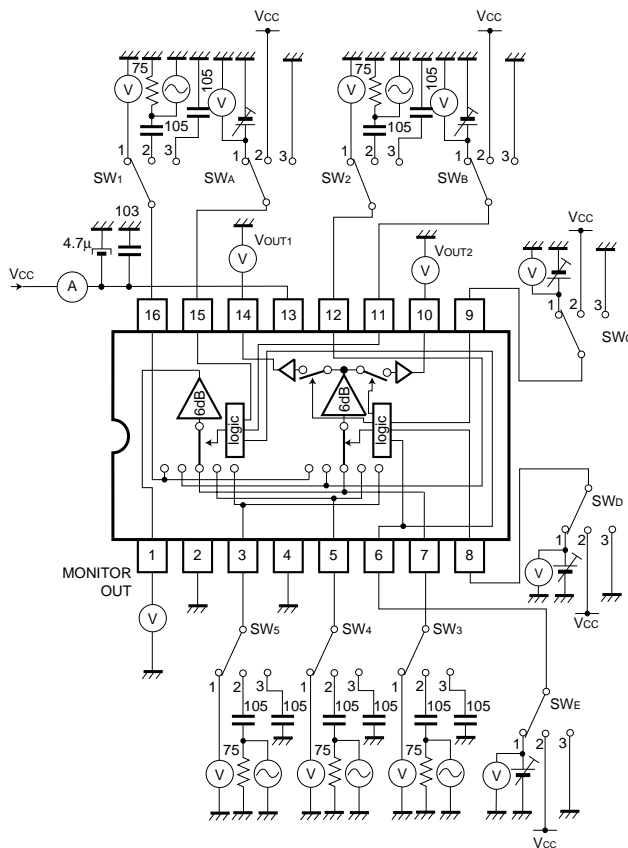 VCC VCC
75 105 75 105
V V V V
105 105
1 2 3 1 2 3 1 2 3 1 2 3
SW1 SWA SW2 SWB
103
4.7μ
VOUT1 VOUT2
V V
VCC
VCC A
V
1 2 3
SWC
16 15 14 13 12 11 10 9
6dB logic 6dB logic
SWD
1 2 3
V
VCC
1 2 3 4 5 6 7 8
MONITOR
OUT
V
SW5 SW4 SW3
1 2 3 1 2 3 1 2 3
105 105 105 105 105 105
SWE
1 2 3
75 75 75
V V V V
VCC